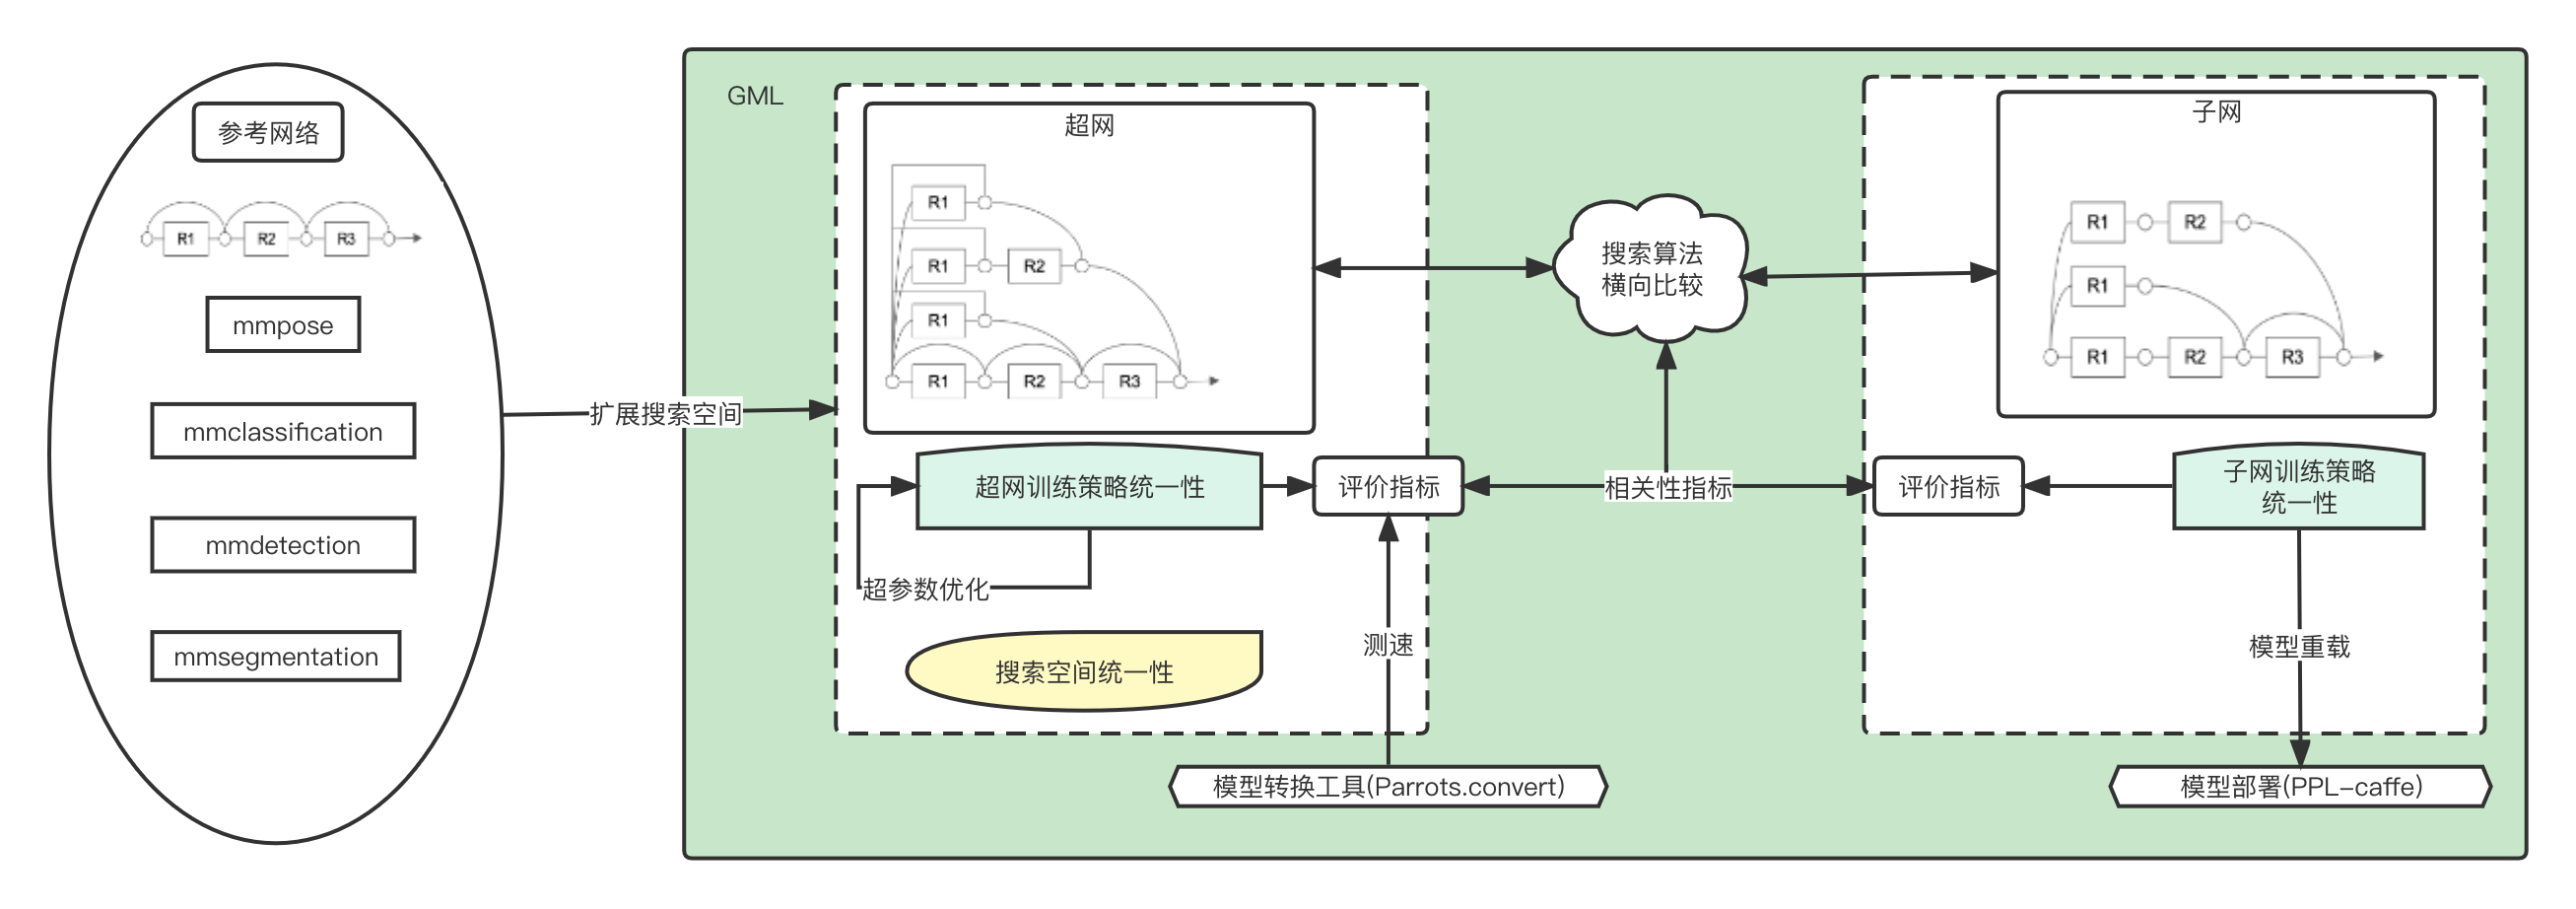 参考网络
R1
R2
R3
mmpose
mmclassification
mmdetection
mmsegmentation
扩展搜索空间
GML
超网
R1
R1
R2
R1
R1
R2
R3
超网训练策略统一性
超参数优化
搜索空间统一性
评价指标
测速
模型转换工具(Parrots.convert)
搜索算法
横向比较
相关性指标
子网
R1
R2
R1
R1
R2
R3
评价指标
子网训练策略
统一性
模型重载
模型部署(PPL-caffe)